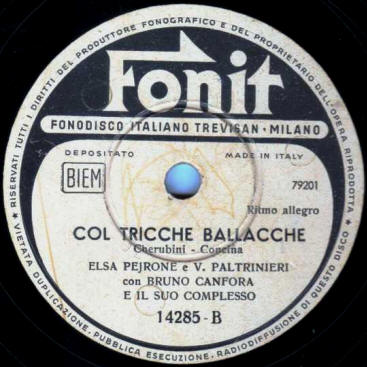 ★ RISERVATI TUTTI I DIRITTI DEL PRODUTTORE FONOGRAFICO E DEL PROPRIETARIO DELL'OPERA RIPRODOTTA ★
Fonit
FONODISCO ITALIANO TREVISAN · MILANO
DEPOSITATO
MADE IN ITALY
BIEM
79201
Ritmo allegro
COL TRICCHE BALLACCHE
Cherubini - Concina
ELSA PEJRONE e V. PALTRINIERI
con BRUNO CANFORA
E IL SUO COMPLESSO
14285-B
VIETATA DUPLICAZIONE, PUBBLICA ESECUZIONE, RADIODIFFUSIONE DI QUESTO DISCO